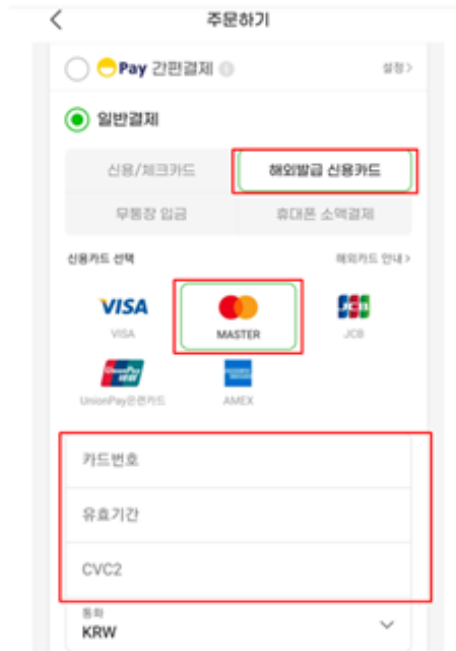 주문하기
Pay 간편결제
설정>
일반결제
신용/체크카드
해외발급 신용카드
무통장 입금
휴대폰 소액결제
신용카드 선택
해외카드 안내>
VISA
JCB
UnionPay
银联
VISA
MASTER
JCB
UnionPay은련카드
AMEX
카드번호
유효기간
CVC2
통화
KRW